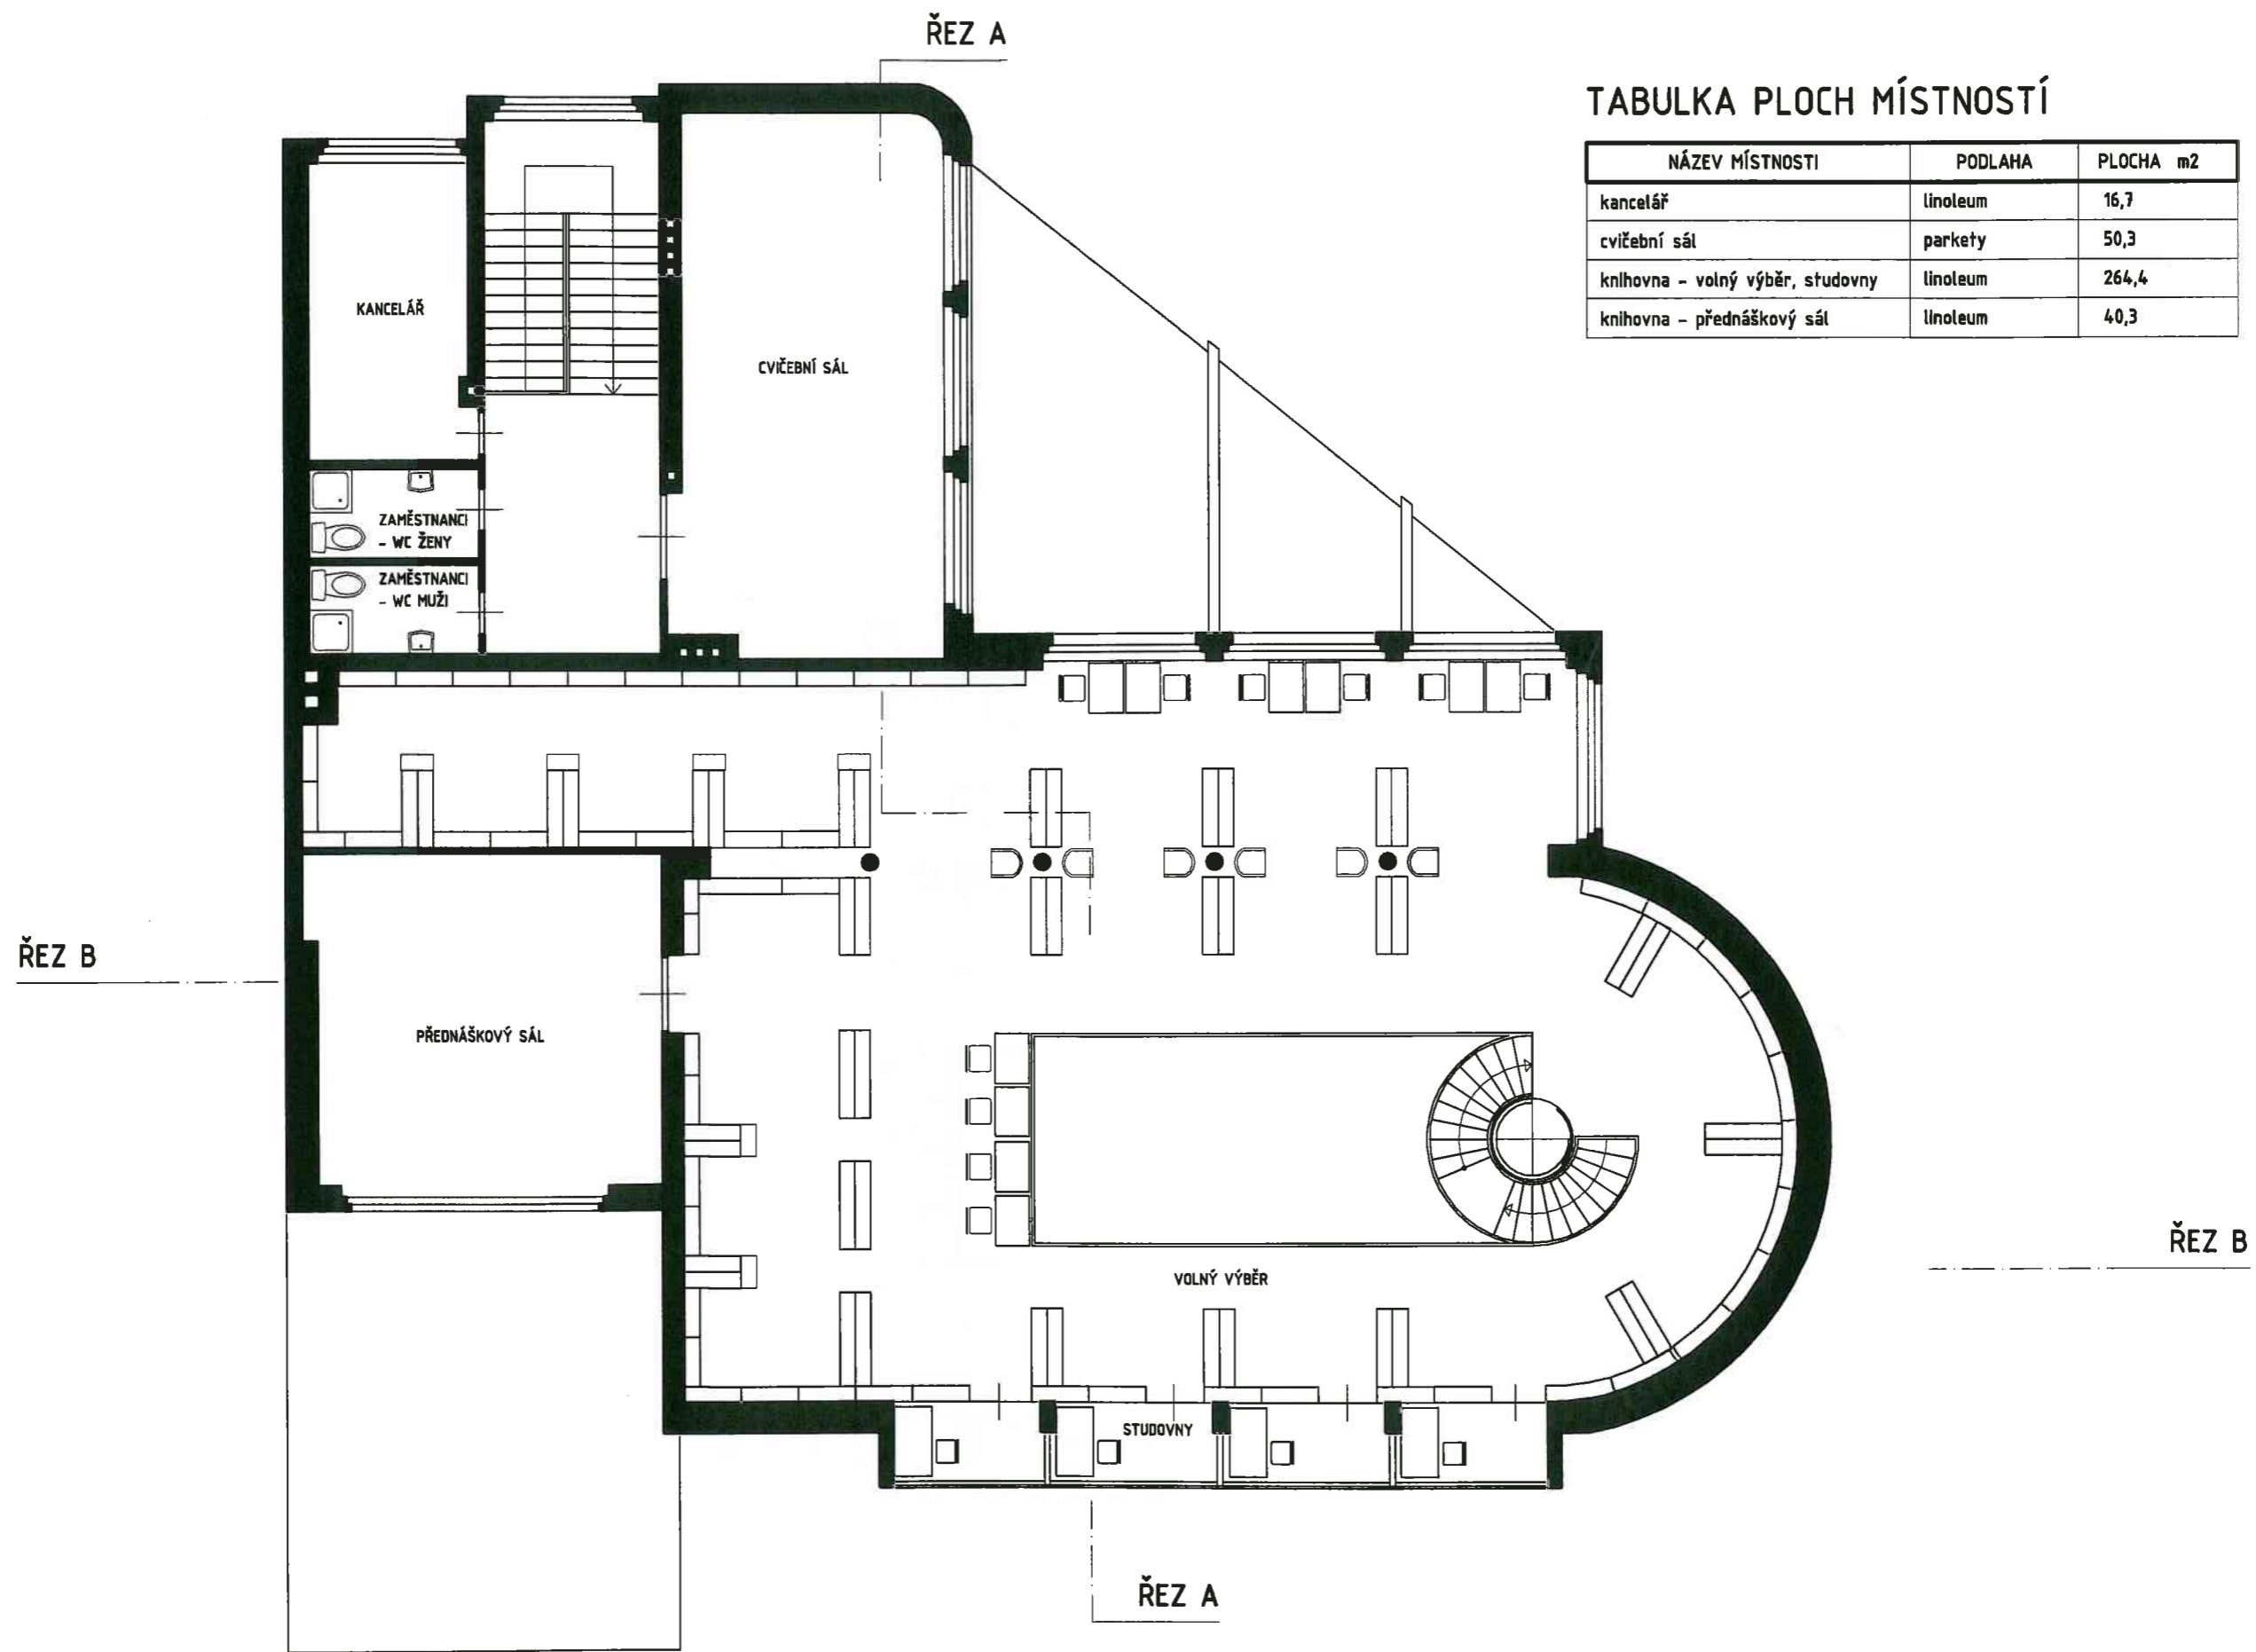 ŘEZ A
TABULKA PLOCH MÍSTNOSTÍ
NÁZEV MÍSTNOSTI PODLAHA PLOCHA m2
kancelář linoleum 16,7
cvičební sál parkety 50,3
knihovna - volný výběr, studovny linoleum 264,4
knihovna - přednáškový sál linoleum 40,3
KANCELÁŘ
CVIČEBNÍ SÁL
ZAMĚSTNANCI
- WC ŽENY
ZAMĚSTNANCI
- WC MUŽI
ŘEZ B
PŘEDNÁŠKOVÝ SÁL
ŘEZ B
VOLNÝ VÝBĚR
STUDOVNY
ŘEZ A